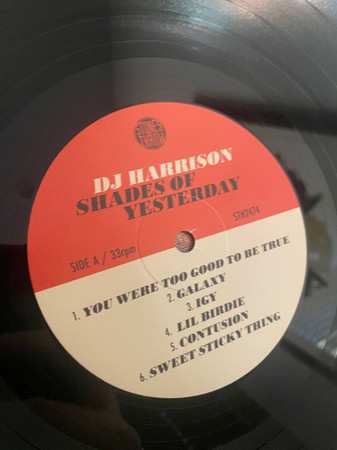 DJ HARRISON
SHADES OF
YESTERDAY
SIDE A / 33rpm
STH7474
1. YOU WERE TOO GOOD TO BE TRUE
2. GALAXY
3. IGY
4. LIL BIRDIE
5. CONTUSION
6. SWEET STICKY THING